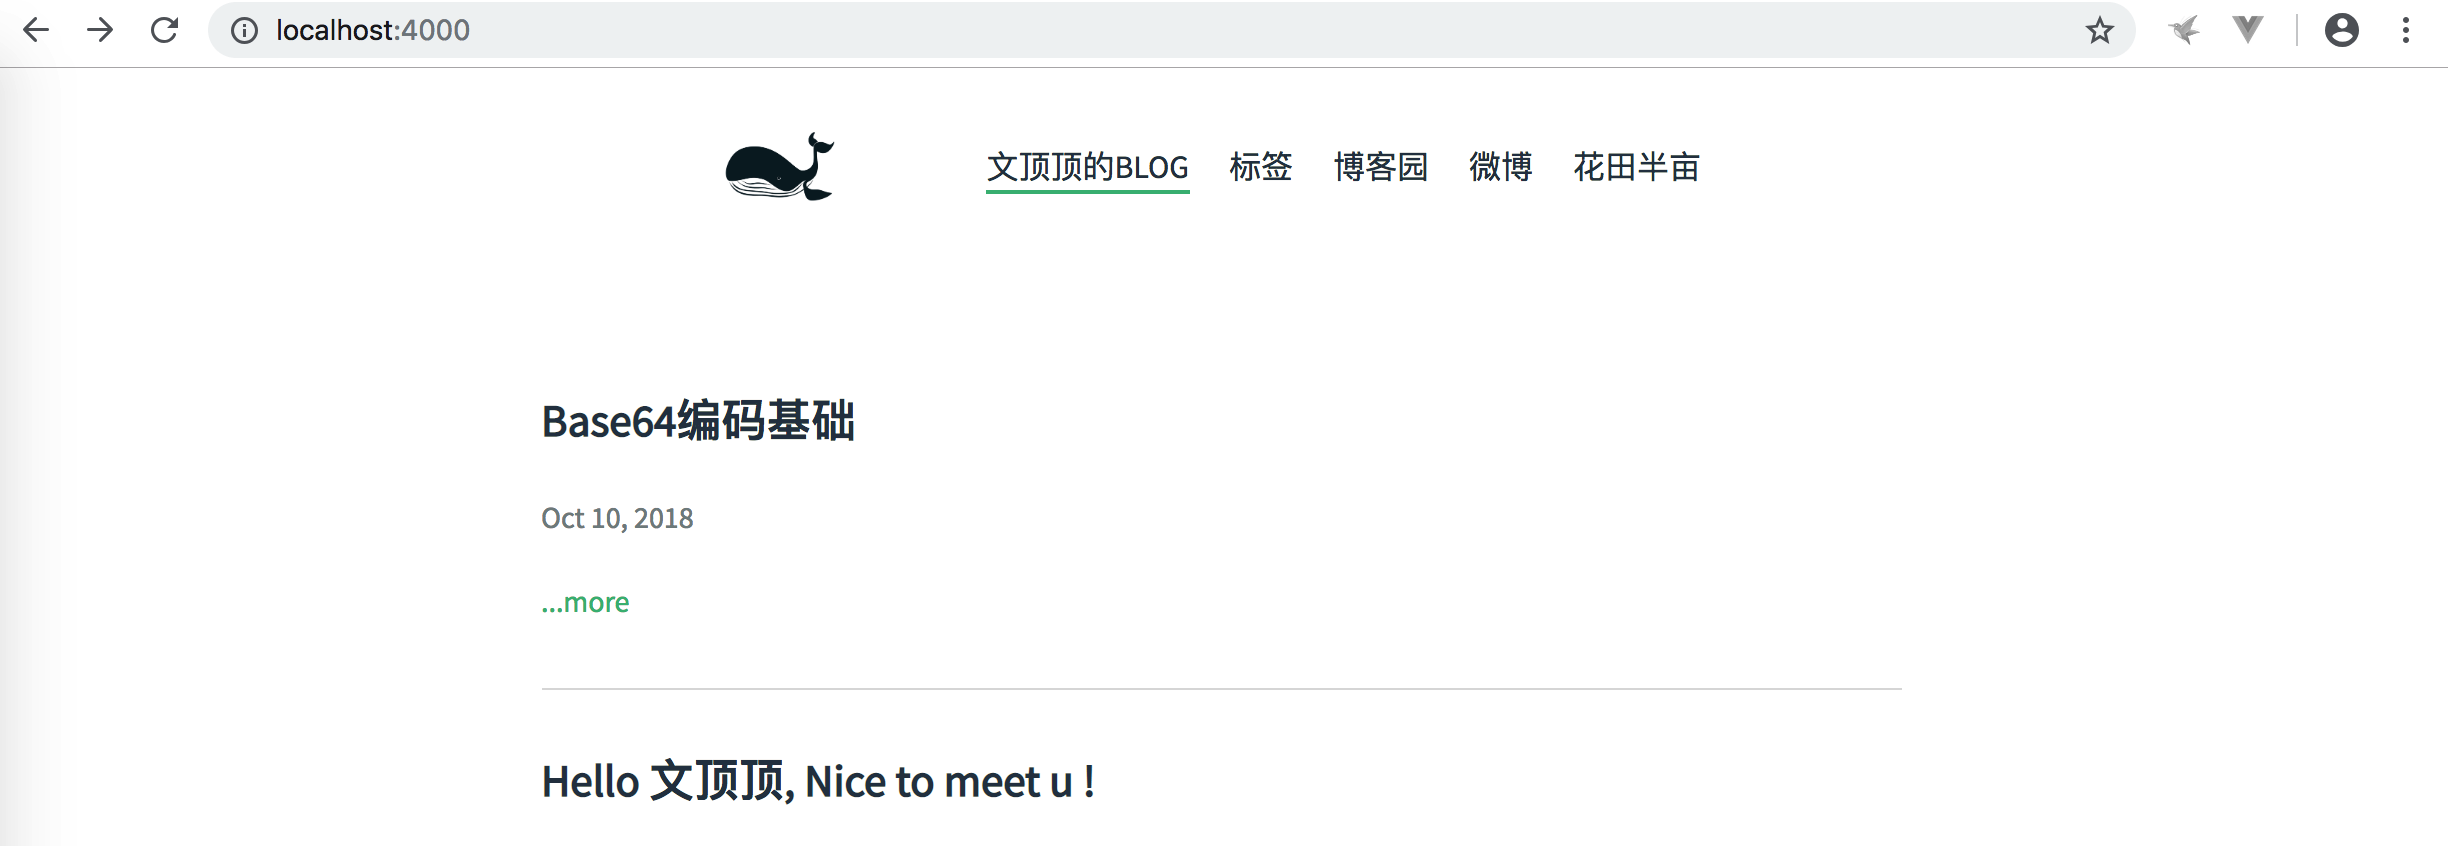 localhost:4000
文顶顶的BLOG 标签 博客园 微博 花田半亩
Base64编码基础
Oct 10, 2018
...more
Hello 文顶顶, Nice to meet u !